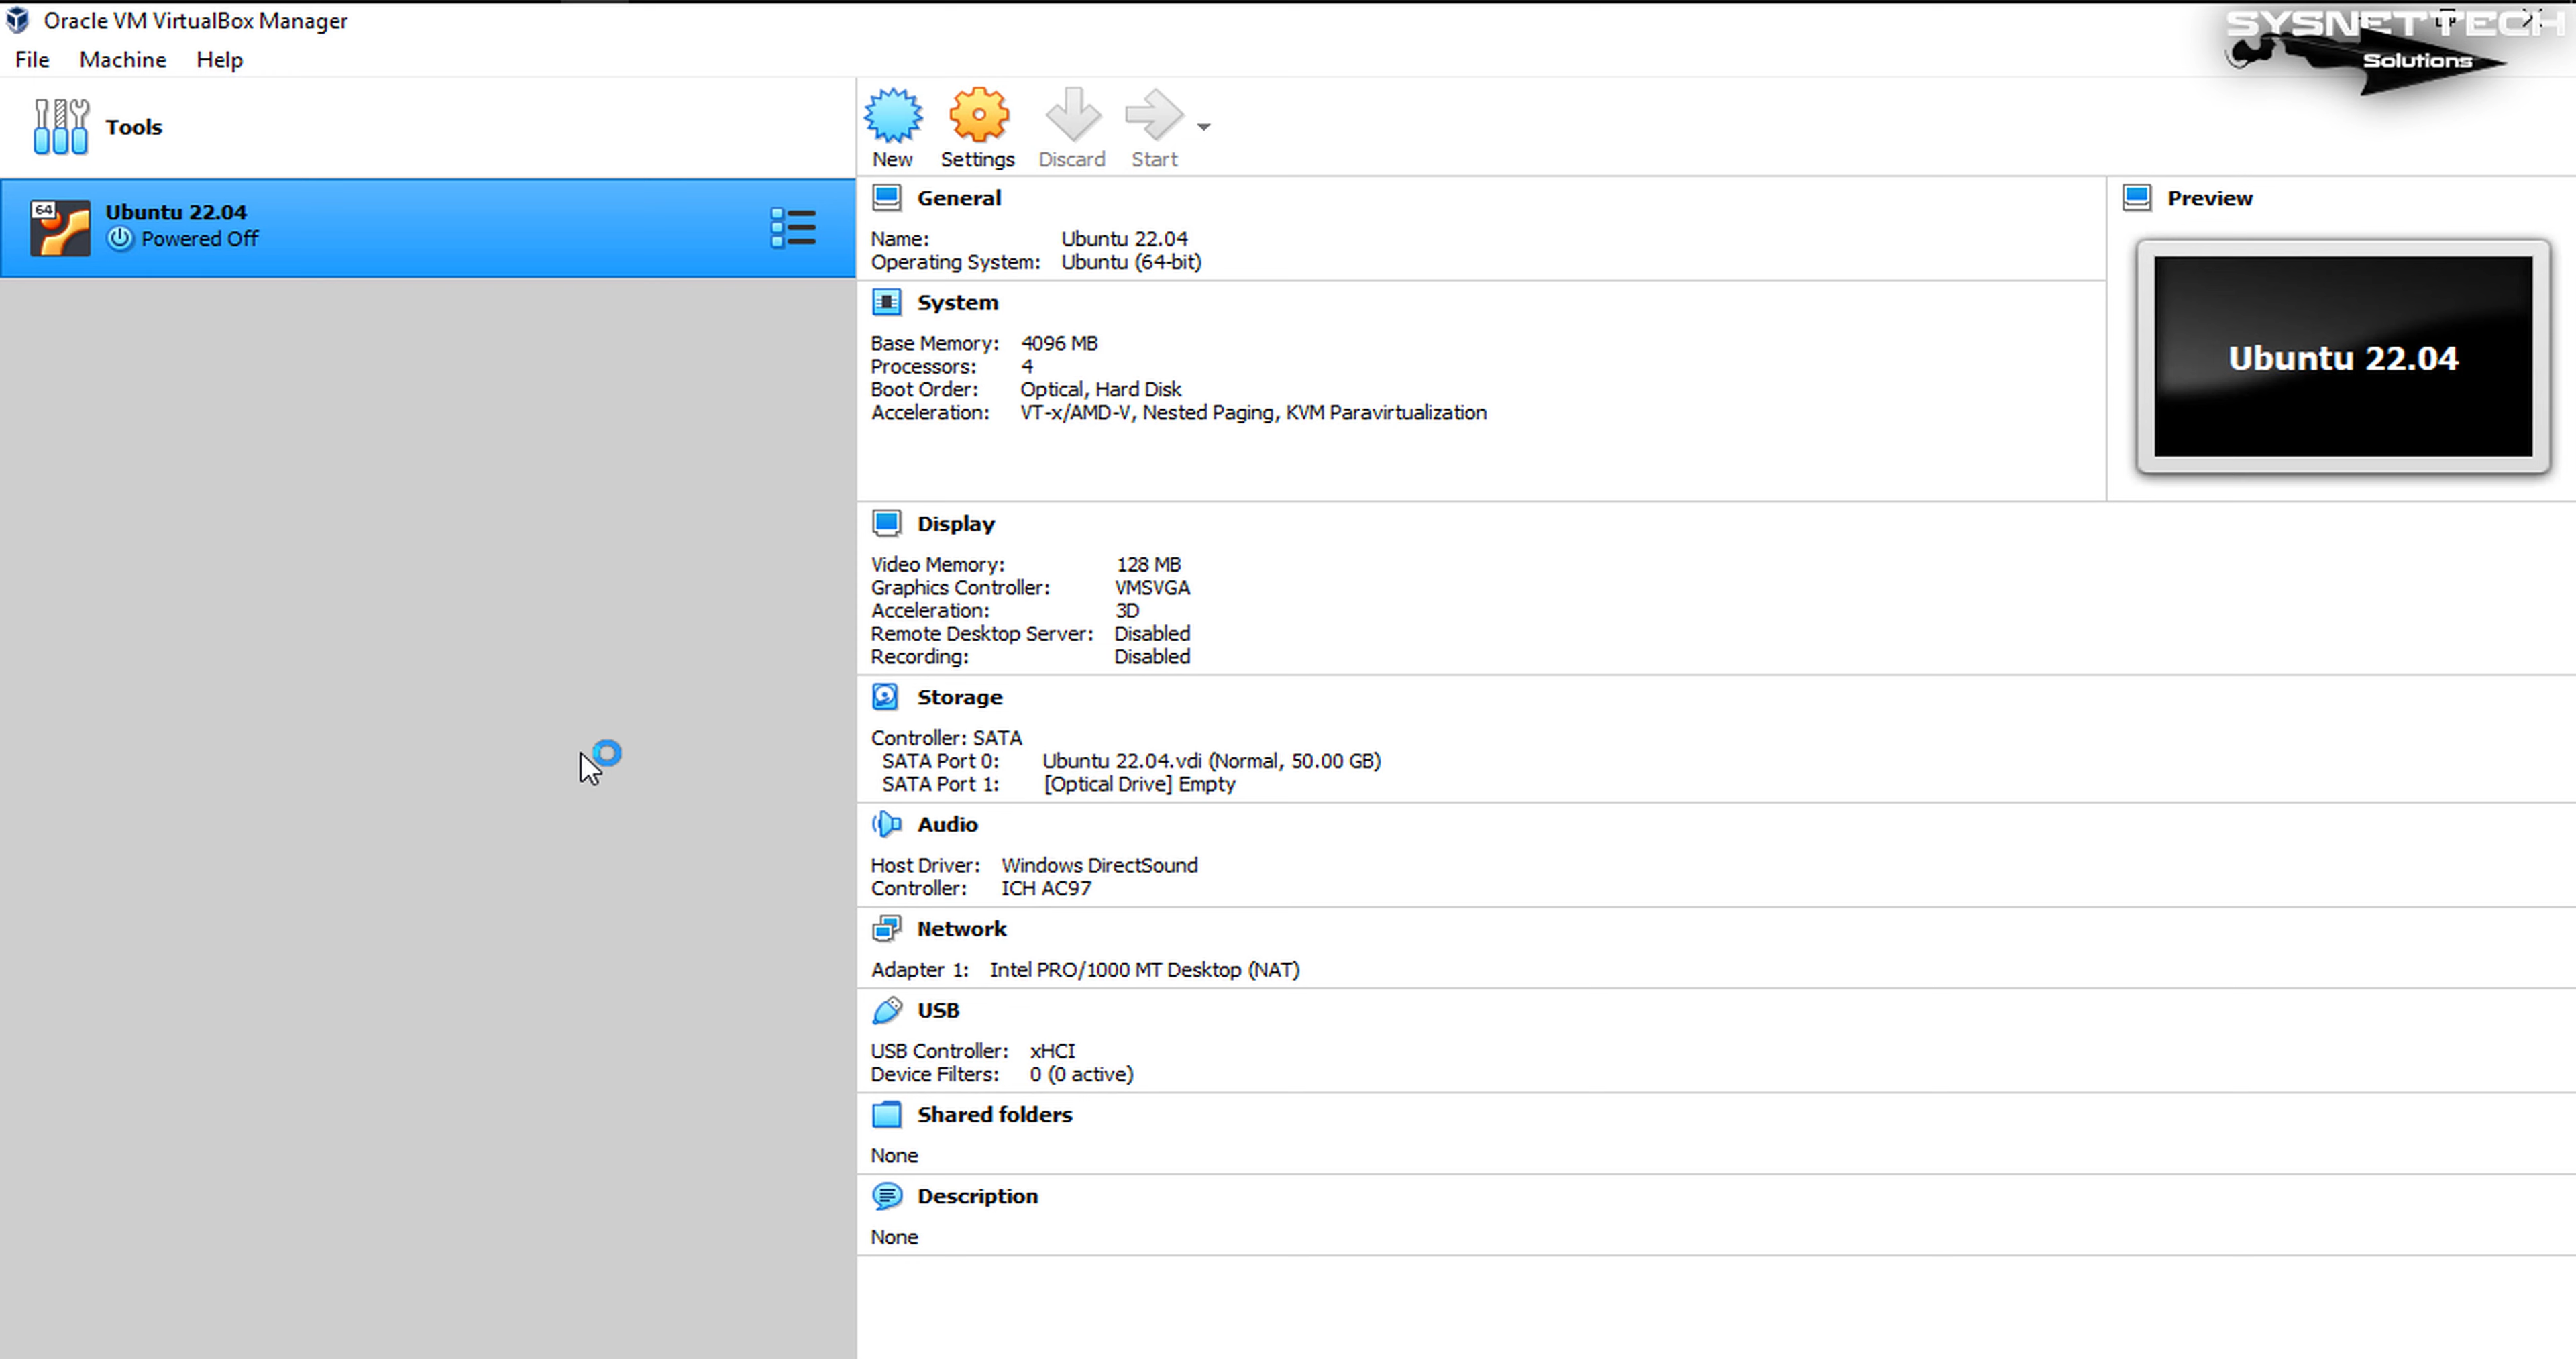 Oracle VM VirtualBox Manager
SYSNETTECH
Solutions
File Machine Help
Tools
New Settings Discard Start
64
Ubuntu 22.04
Powered Off
General
Name: Ubuntu 22.04
Operating System: Ubuntu (64-bit)
Preview
Ubuntu 22.04
System
Base Memory: 4096 MB
Processors: 4
Boot Order: Optical, Hard Disk
Acceleration: VT-x/AMD-V, Nested Paging, KVM Paravirtualization
Display
Video Memory: 128 MB
Graphics Controller: VMSVGA
Acceleration: 3D
Remote Desktop Server: Disabled
Recording: Disabled
Storage
Controller: SATA
SATA Port 0: Ubuntu 22.04.vdi (Normal, 50.00 GB)
SATA Port 1: [Optical Drive] Empty
Audio
Host Driver: Windows DirectSound
Controller: ICH AC97
Network
Adapter 1: Intel PRO/1000 MT Desktop (NAT)
USB
USB Controller: xHCI
Device Filters: 0 (0 active)
Shared folders
None
Description
None